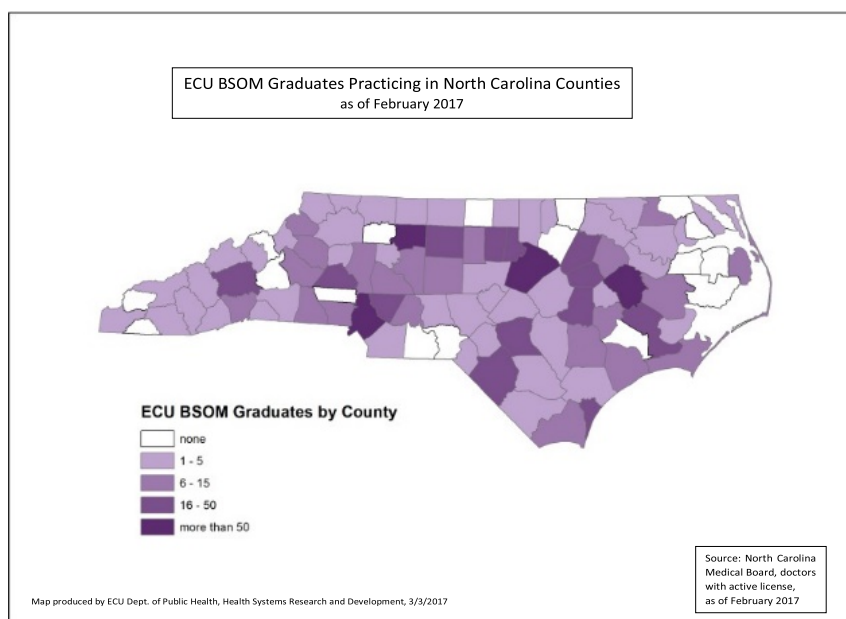 ECU BSOM Graduates Practicing in North Carolina Counties
as of February 2017
ECU BSOM Graduates by County
none
1 - 5
6 - 15
16 - 50
more than 50
Source: North Carolina
Medical Board, doctors
with active license,
as of February 2017
Map produced by ECU Dept. of Public Health, Health Systems Research and Development, 3/3/2017